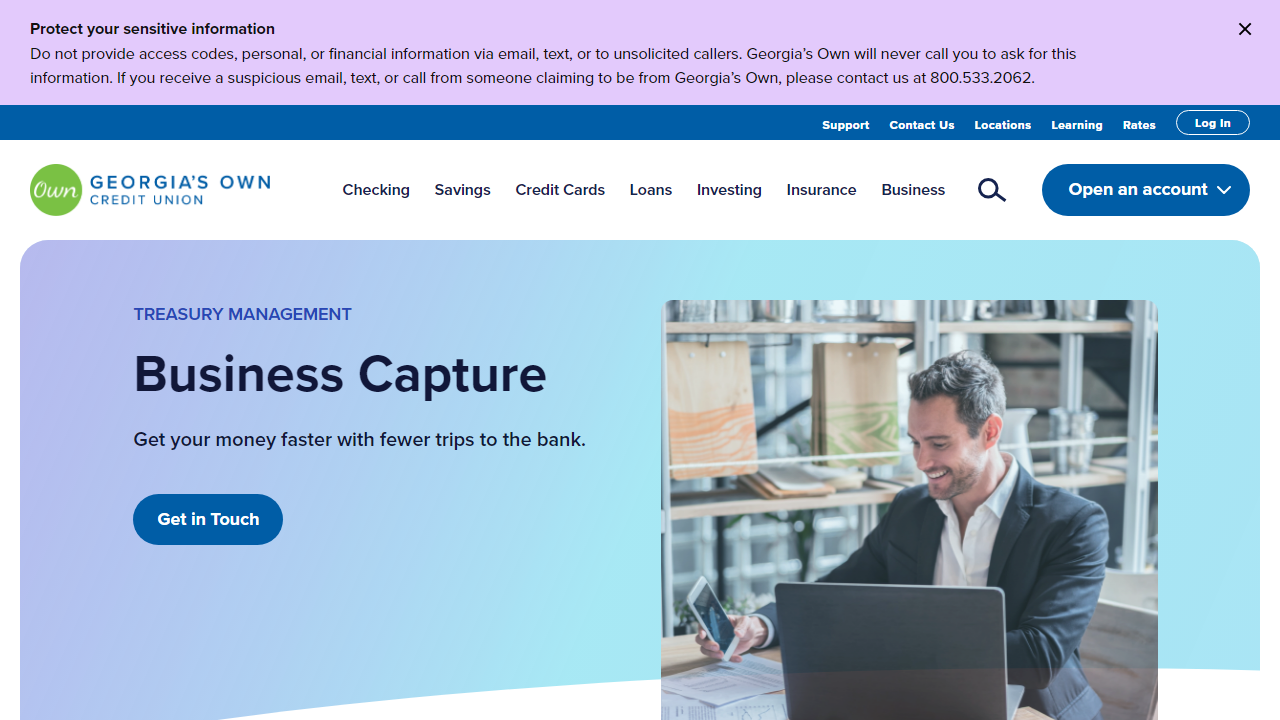 Protect your sensitive information
Do not provide access codes, personal, or financial information via email, text, or to unsolicited callers. Georgia’s Own will never call you to ask for this
information. If you receive a suspicious email, text, or call from someone claiming to be from Georgia’s Own, please contact us at 800.533.2062.
Support Contact Us Locations Learning Rates Log In
Own GEORGIA’S OWN
CREDIT UNION
Checking Savings Credit Cards Loans Investing Insurance Business Open an account
TREASURY MANAGEMENT
Business Capture
Get your money faster with fewer trips to the bank.
Get in Touch